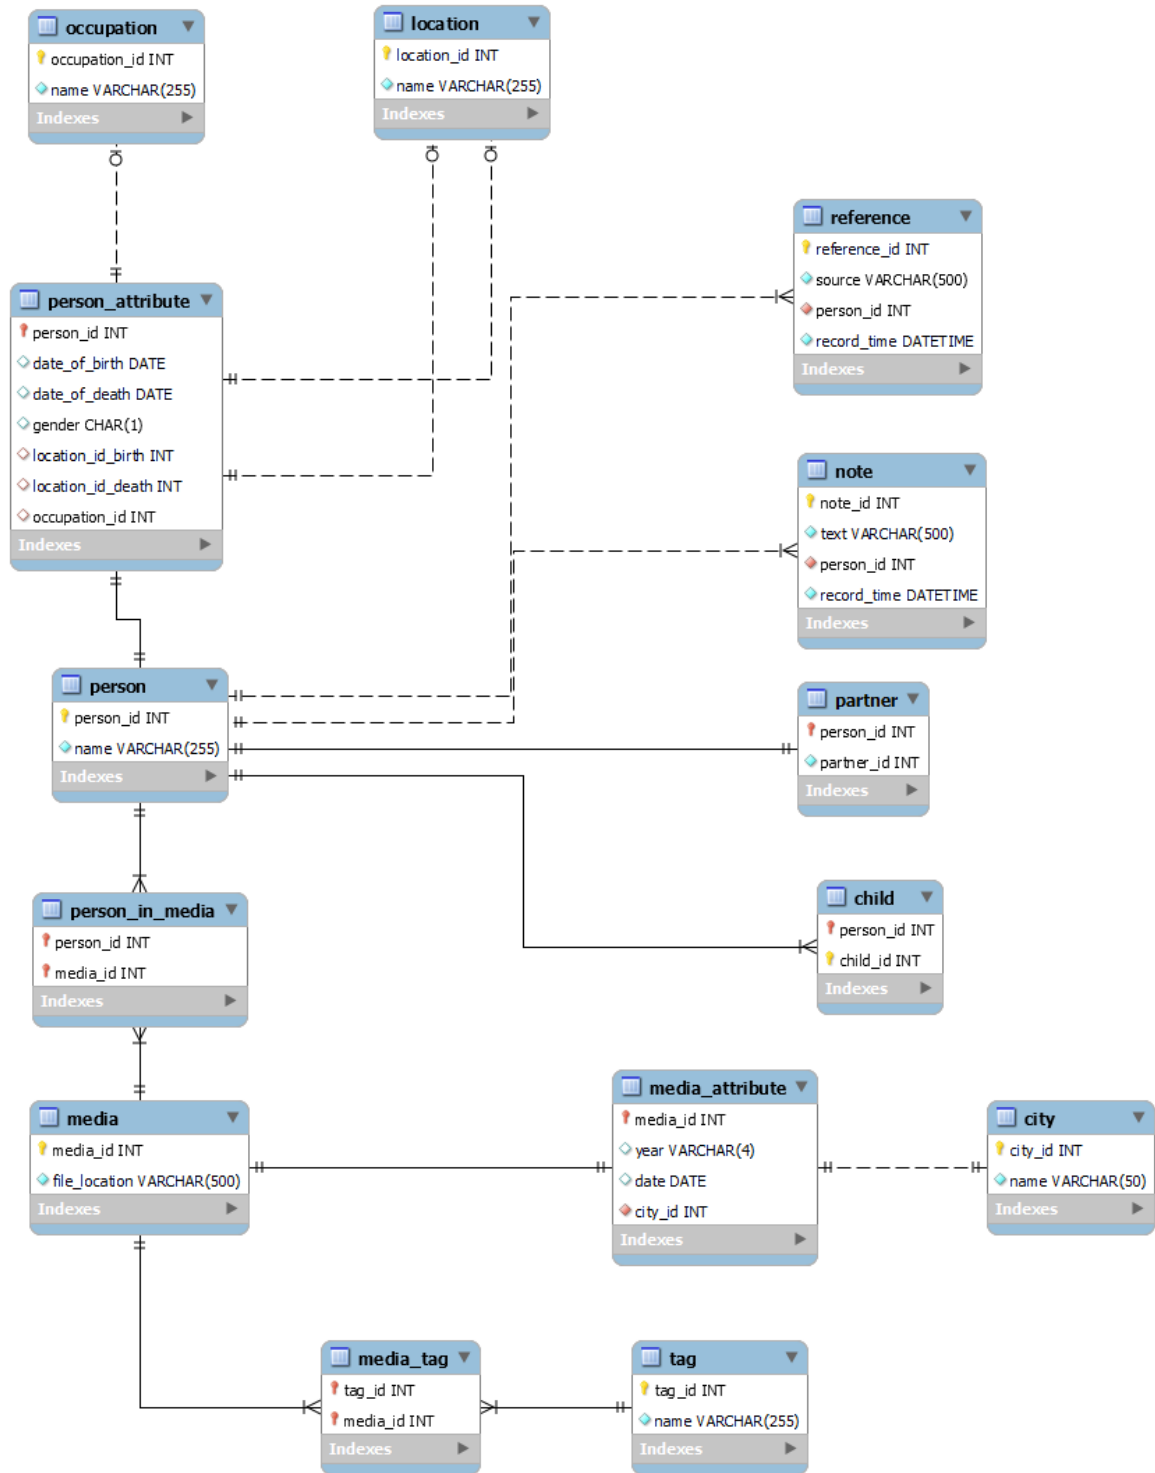 occupation
occupation_id INT
name VARCHAR(255)
Indexes
location
location_id INT
name VARCHAR(255)
Indexes
reference
reference_id INT
source VARCHAR(500)
person_id INT
record_time DATETIME
Indexes
person_attribute
person_id INT
date_of_birth DATE
date_of_death DATE
gender CHAR(1)
location_id_birth INT
location_id_death INT
occupation_id INT
Indexes
note
note_id INT
text VARCHAR(500)
person_id INT
record_time DATETIME
Indexes
person
person_id INT
name VARCHAR(255)
Indexes
partner
person_id INT
partner_id INT
Indexes
child
person_id INT
child_id INT
Indexes
person_in_media
person_id INT
media_id INT
Indexes
media
media_id INT
file_location VARCHAR(500)
Indexes
media_attribute
media_id INT
year VARCHAR(4)
date DATE
city_id INT
Indexes
city
city_id INT
name VARCHAR(50)
Indexes
media_tag
tag_id INT
media_id INT
Indexes
tag
tag_id INT
name VARCHAR(255)
Indexes